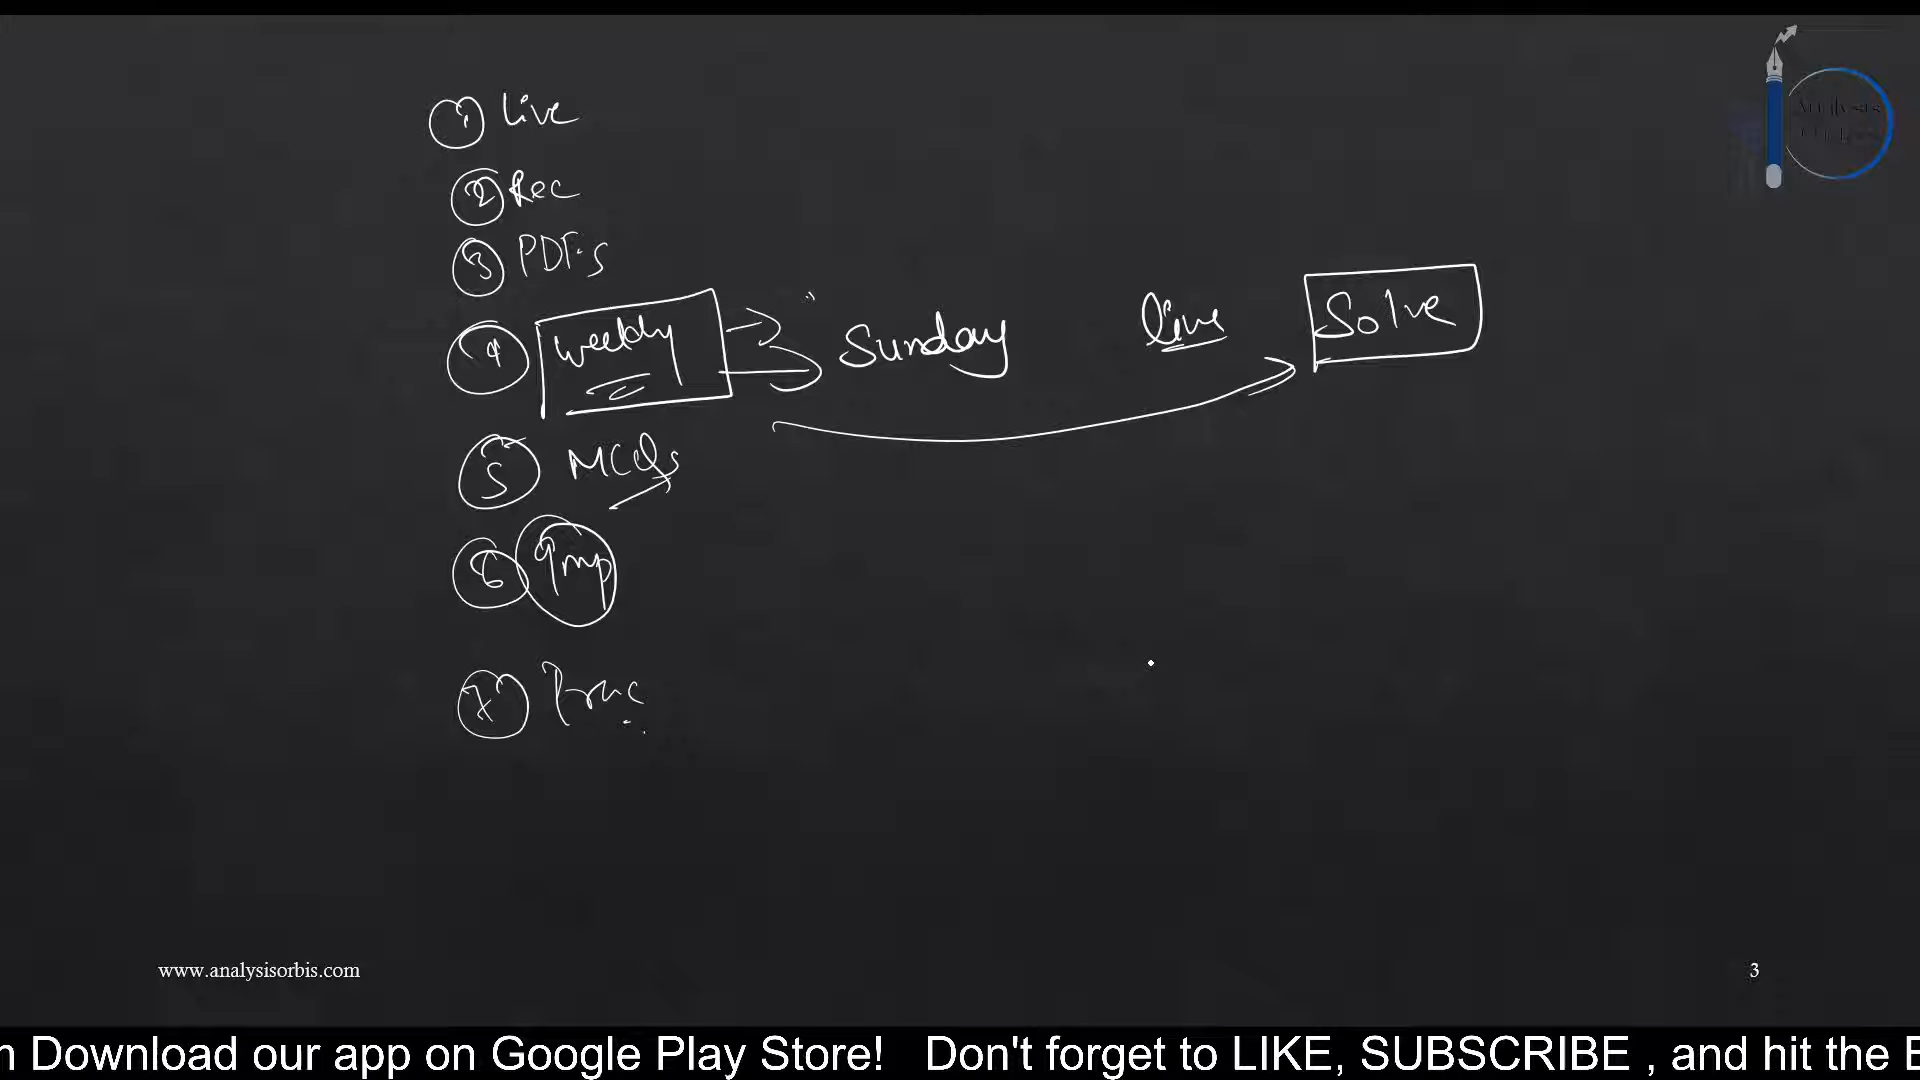 ① Live
② Rec
③ PDFs
④ weekly Sunday live Solve
⑤ MCQs
⑥ Imp
⑦ Prac
www.analysisorbis.com
3
Download our app on Google Play Store! Don't forget to LIKE, SUBSCRIBE , and hit the